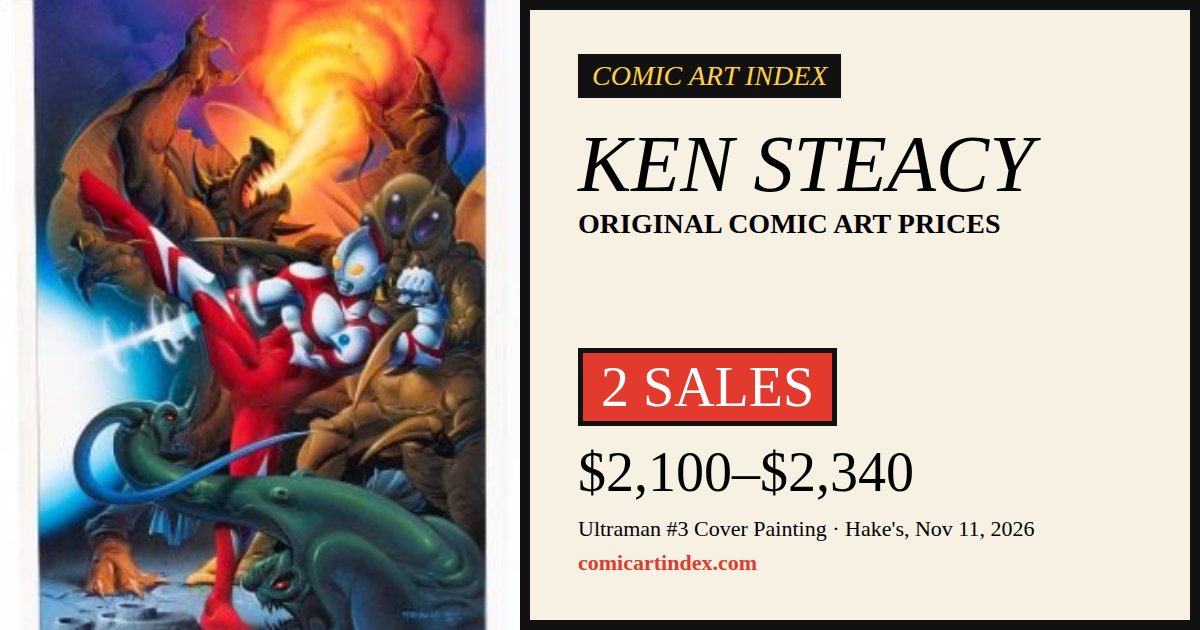 COMIC ART INDEX
KEN STEACY
ORIGINAL COMIC ART PRICES
2 SALES
$2,100–$2,340
Ultraman #3 Cover Painting · Hake's, Nov 11, 2026
comicartindex.com